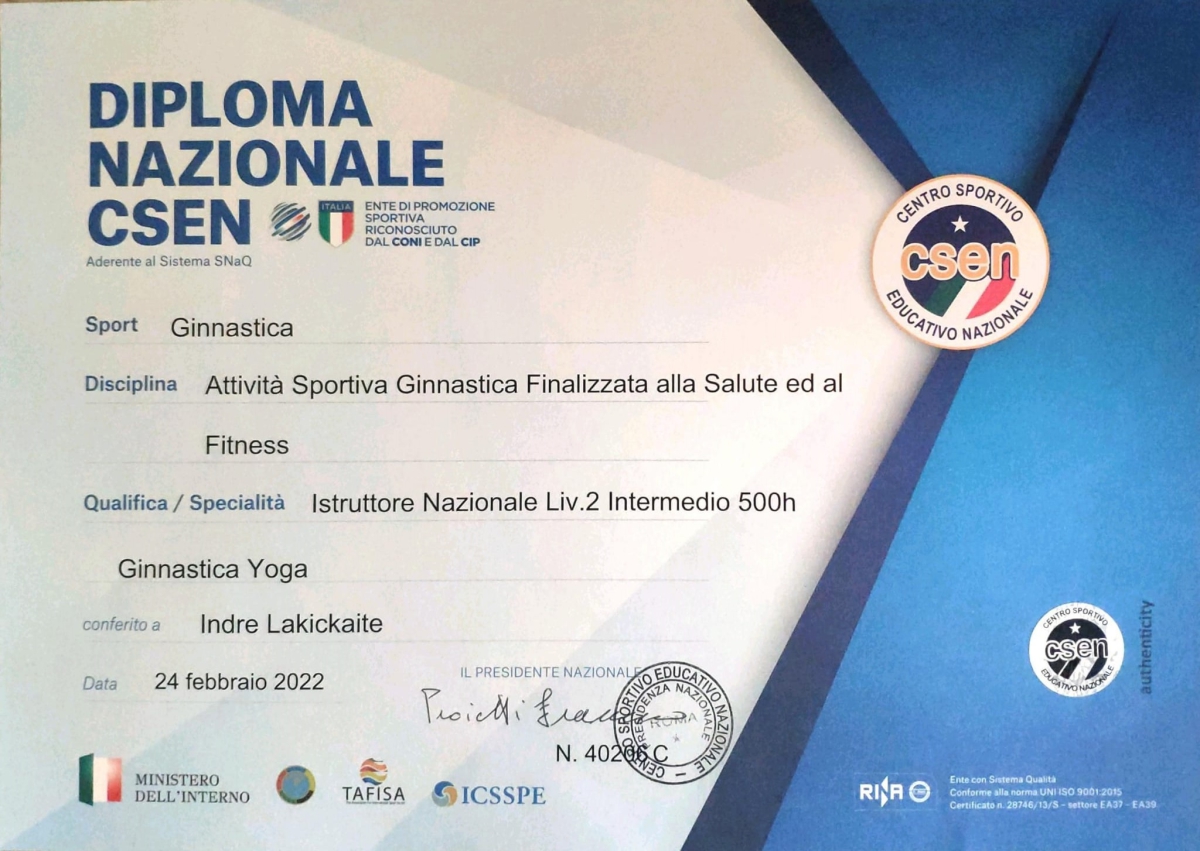 DIPLOMA
NAZIONALE
CSEN
ITALIA
ENTE DI PROMOZIONE
SPORTIVA
RICONOSCIUTO
DAL CONI E DAL CIP
Aderente al Sistema SNaQ
CENTRO SPORTIVO
csen
EDUCATIVO NAZIONALE
Sport Ginnastica
Disciplina Attività Sportiva Ginnastica Finalizzata alla Salute ed al
Fitness
Qualifica / Specialità Istruttore Nazionale Liv.2 Intermedio 500h
Ginnastica Yoga
conferito a Indre Lakickaite
Data 24 febbraio 2022
IL PRESIDENTE NAZIONALE
CENTRO SPORTIVO EDUCATIVO NAZIONALE
PRESIDENZA NAZIONALE
ROMA
N. 40206 C
CENTRO SPORTIVO
csen
EDUCATIVO NAZIONALE
authenticity
MINISTERO
DELL'INTERNO
TAFISA
ICSSPE
RINA
Ente con Sistema Qualità
Conforme alla norma UNI ISO 9001:2015
Certificato n. 28746/13/S - settore EA37 - EA39